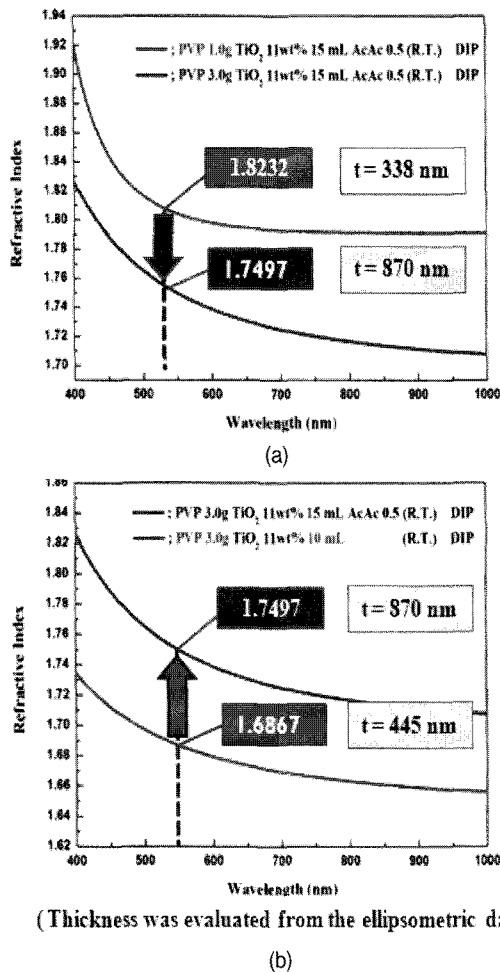 1.94
1.92
1.90
1.88
1.86
1.84
1.82
1.80
1.78
1.76
1.74
1.72
1.70
Refractive Index
; PVP 1.0g TiO2 11wt% 15 mL AcAc 0.5 (R.T.) DIP
; PVP 3.0g TiO2 11wt% 15 mL AcAc 0.5 (R.T.) DIP
1.8232
t = 338 nm
1.7497
t = 870 nm
400 500 600 700 800 900 1000
Wavelength (nm)
(a)
1.86
1.84
1.82
1.80
1.78
1.76
1.74
1.72
1.70
1.68
1.66
1.64
1.62
Refractive Index
; PVP 3.0g TiO2 11wt% 15 mL AcAc 0.5 (R.T.) DIP
; PVP 3.0g TiO2 11wt% 10 mL (R.T.) DIP
1.7497
t = 870 nm
1.6867
t = 445 nm
400 500 600 700 800 900 1000
Wavelength (nm)
(Thickness was evaluated from the ellipsometric
(b)